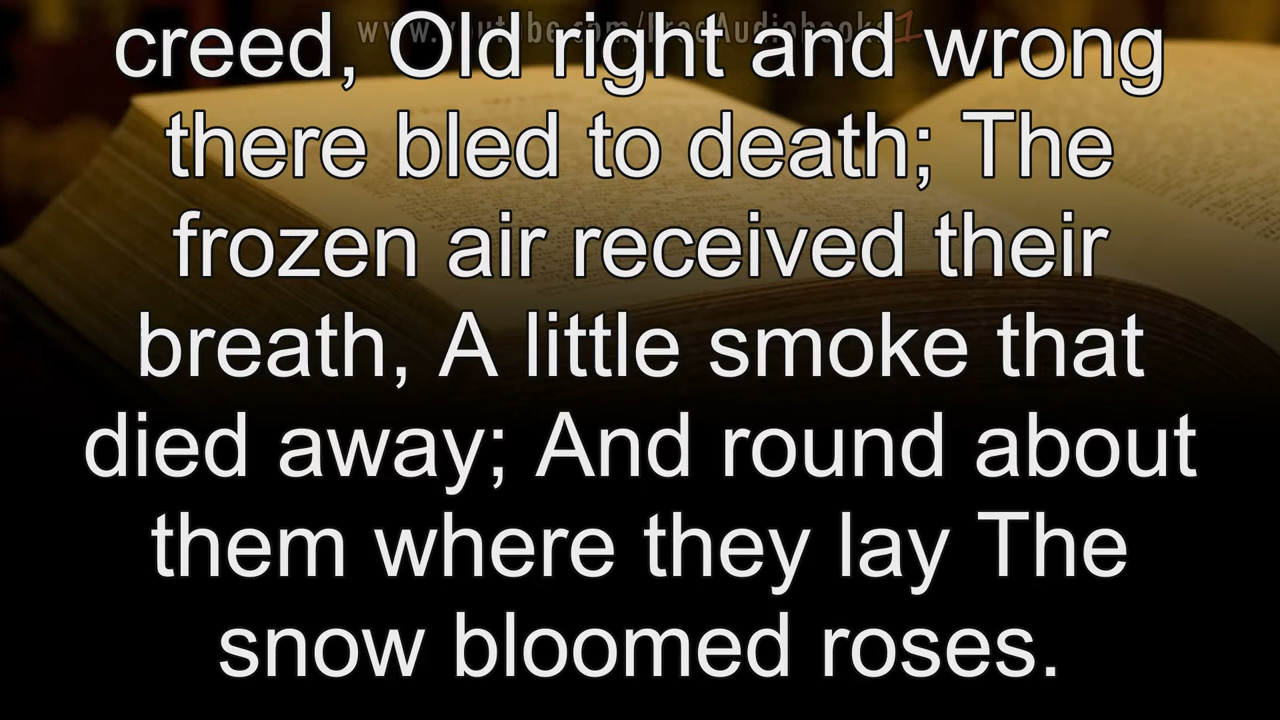 creed, Old right and wrong
there bled to death; The
frozen air received their
breath, A little smoke that
died away; And round about
them where they lay The
snow bloomed roses.